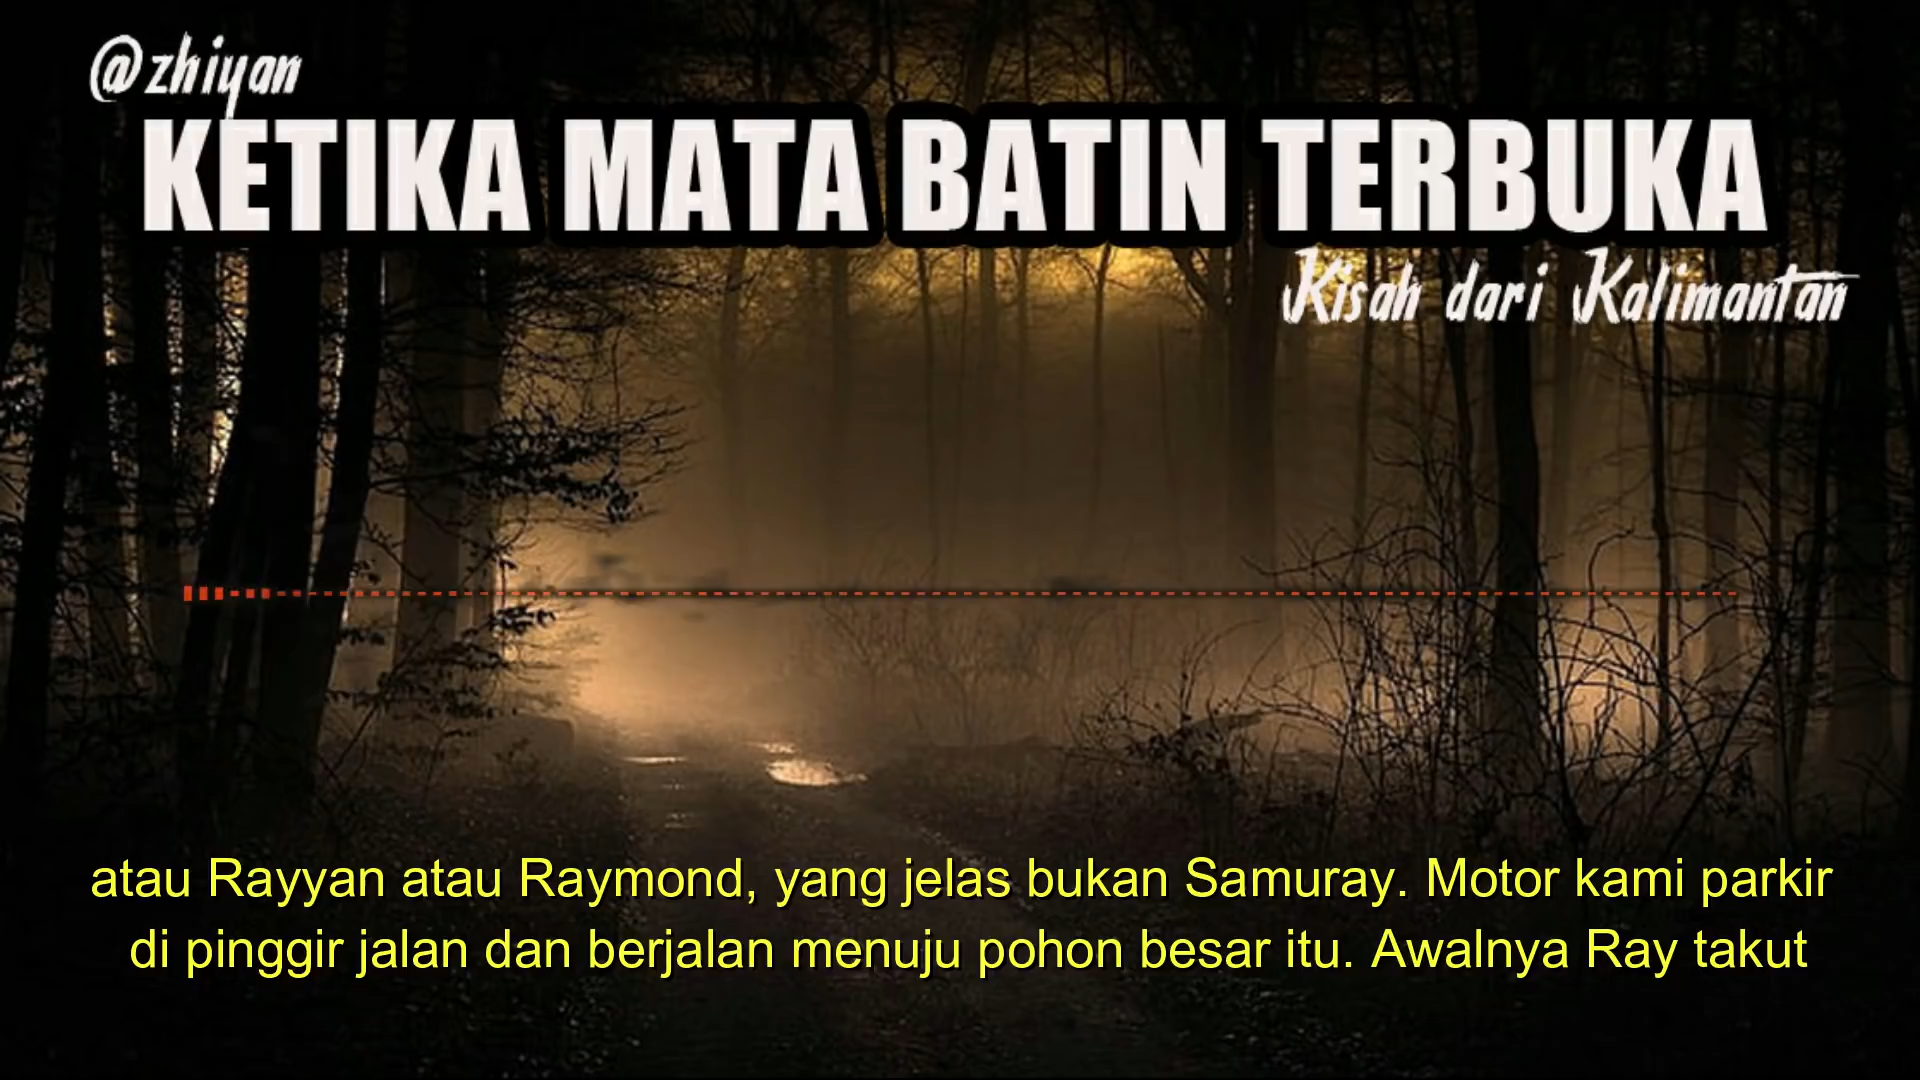 @zhiyan
KETIKA MATA BATIN TERBUKA
Kisah dari Kalimantan
atau Rayyan atau Raymond, yang jelas bukan Samuray. Motor kami parkir
di pinggir jalan dan berjalan menuju pohon besar itu. Awalnya Ray takut